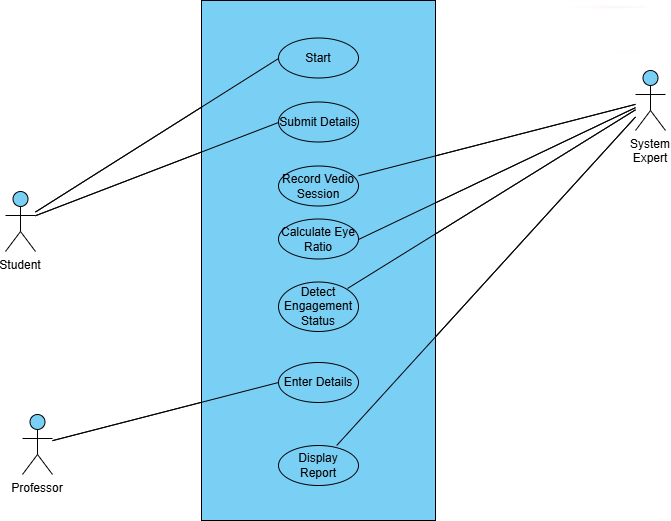 Start
Submit Details
Record Vedio
Session
Calculate Eye
Ratio
Detect
Engagement
Status
Enter Details
Display
Report
Student
Professor
System
Expert